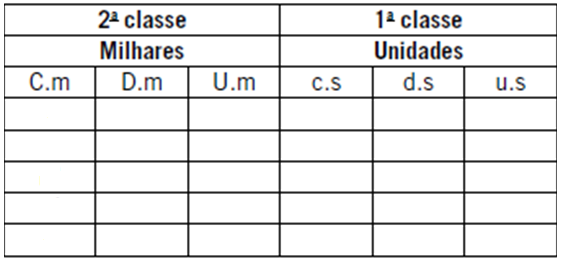 2ª classe 1ª classe
Milhares Unidades
C.m D.m U.m c.s d.s u.s